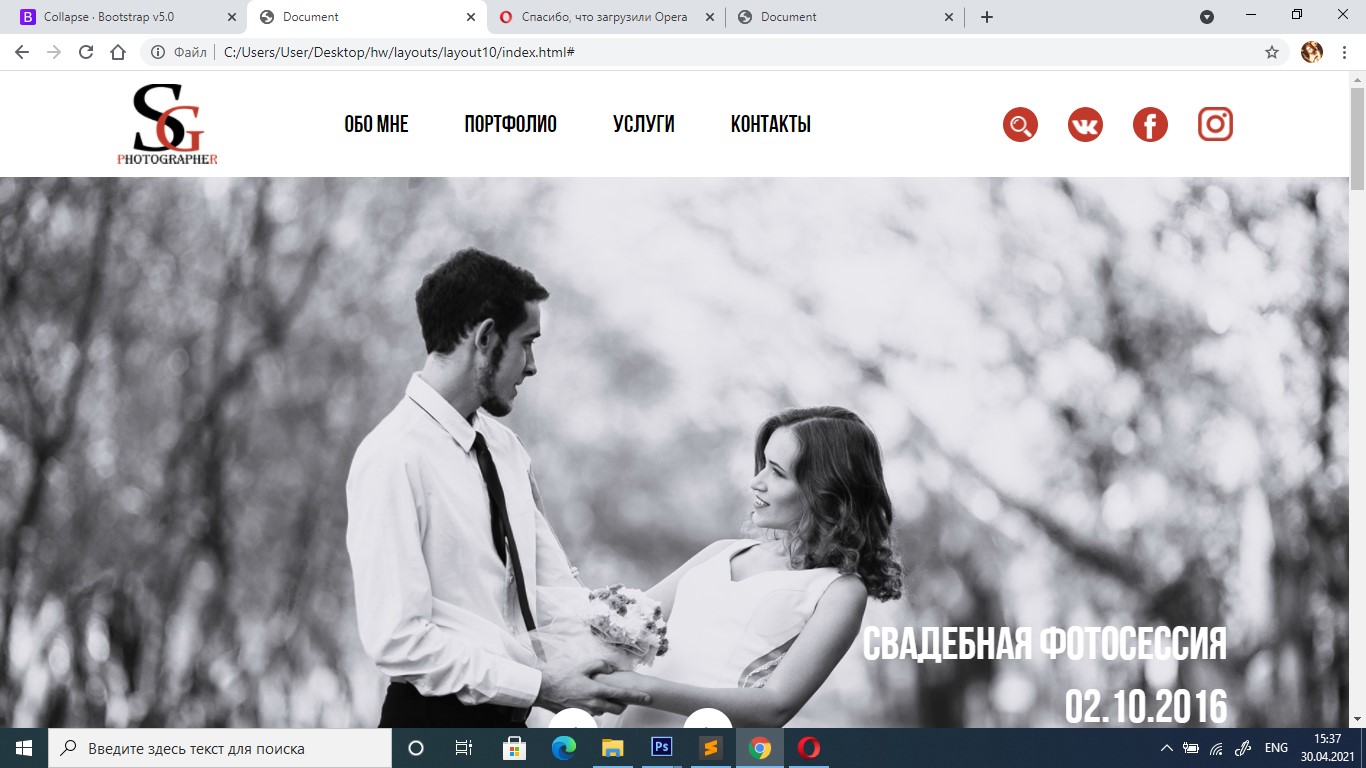 Collapse · Bootstrap v5.0
Document
Спасибо, что загрузили Opera
Document
Файл
C:/Users/User/Desktop/hw/layouts/layout10/index.html#
SG
PHOTOGRAPHER
ОБО МНЕ
ПОРТФОЛИО
УСЛУГИ
КОНТАКТЫ
СВАДЕБНАЯ ФОТОСЕССИЯ
02.10.2016
Введите здесь текст для поиска
Ps
ENG
15:37
30.04.2021